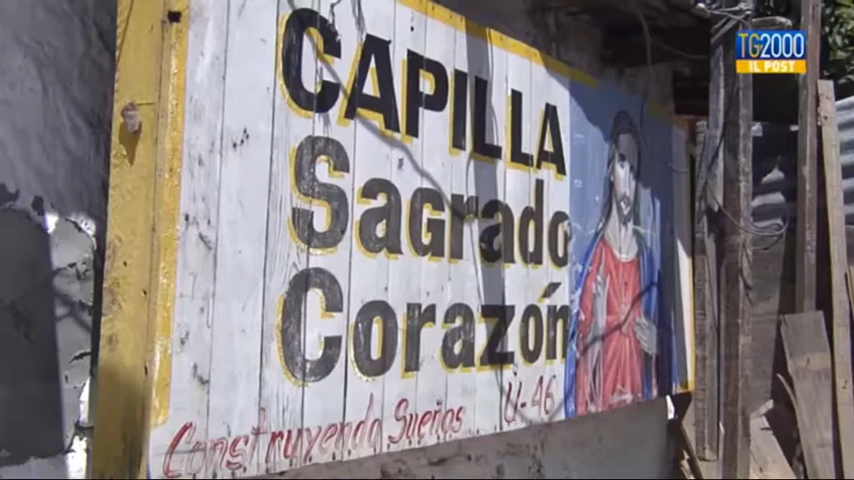 TG2000
IL POST
CAPILLA
Sagrado
Corazón
Construyendo Sueños U-46